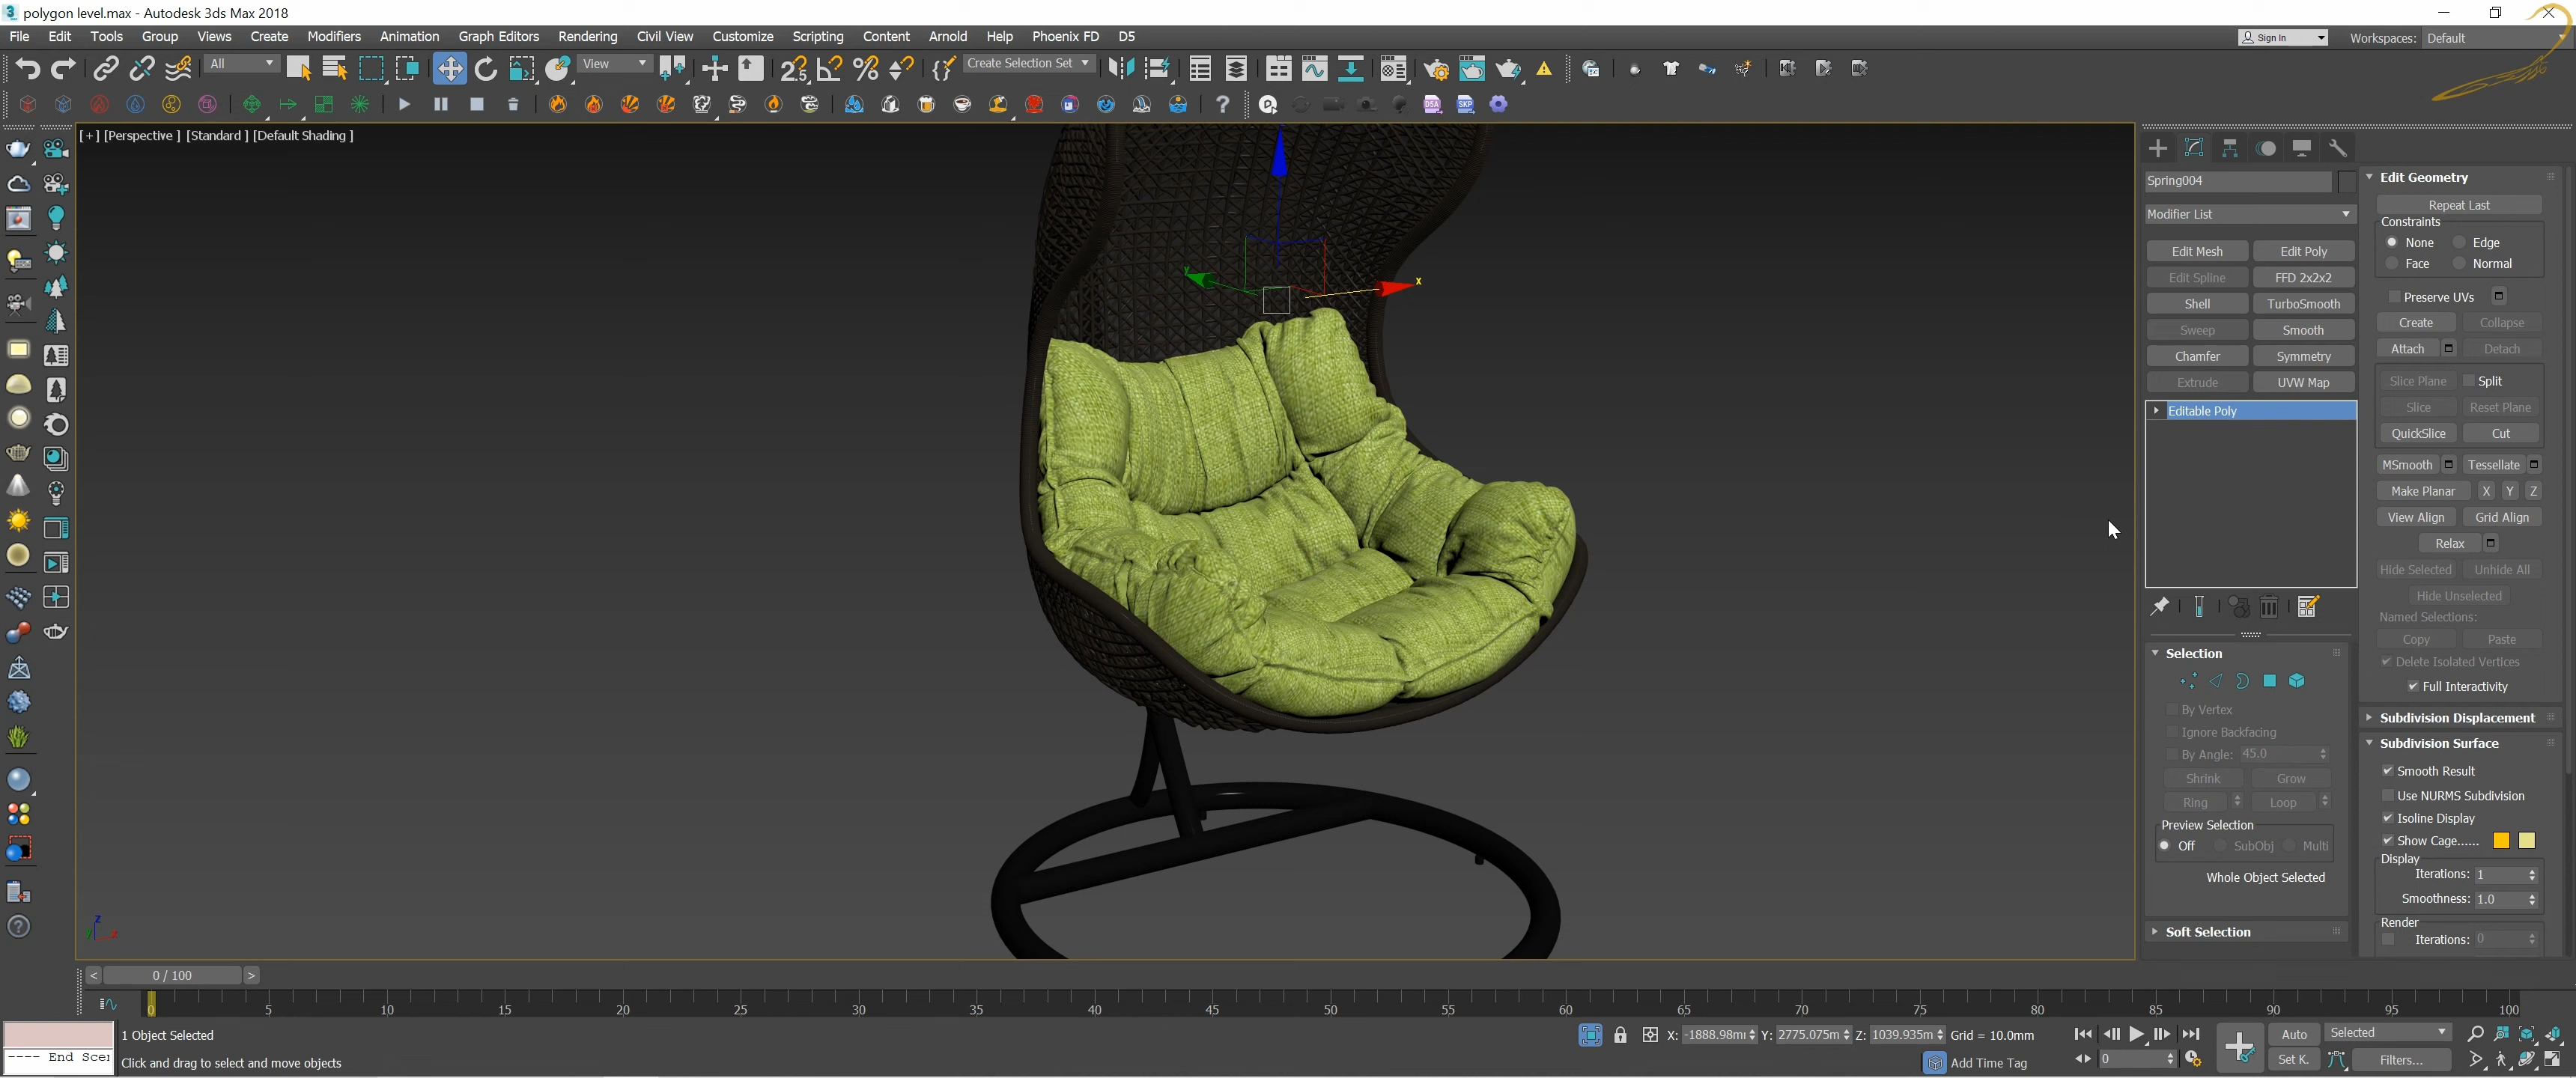 polygon level.max - Autodesk 3ds Max 2018
File Edit Tools Group Views Create Modifiers Animation Graph Editors Rendering Civil View Customize Scripting Content Arnold Help Phoenix FD D5
Sign In Workspaces: Default
All View Create Selection Set
[+] [Perspective ] [Standard ] [Default Shading ]
Spring004
Modifier List
Edit Mesh Edit Poly
Edit Spline FFD 2x2x2
Shell TurboSmooth
Sweep Smooth
Chamfer Symmetry
Extrude UVW Map
Editable Poly
Selection
By Vertex
Ignore Backfacing
By Angle: 45.0
Shrink Grow
Ring Loop
Preview Selection
Off SubObj Multi
Whole Object Selected
Soft Selection
Edit Geometry
Repeat Last
Constraints
None Edge
Face Normal
Preserve UVs
Create Collapse
Attach Detach
Slice Plane Split
Slice Reset Plane
QuickSlice Cut
MSmooth Tessellate
Make Planar X Y Z
View Align Grid Align
Relax
Hide Selected Unhide All
Hide Unselected
Named Selections:
Copy Paste
Delete Isolated Vertices
Full Interactivity
Subdivision Displacement
Subdivision Surface
Smooth Result
Use NURMS Subdivision
Isoline Display
Show Cage......
Display
Iterations: 1
Smoothness: 1.0
Render
Iterations: 0
x
y
z
x
< 0 / 100 >
0 5 10 15 20 25 30 35 40 45 50 55 60 65 70 75 80 85 90 95 100
1 Object Selected
---- End Scer
Click and drag to select and move objects
X: -1888.98mı Y: 2775.075m Z: 1039.935m Grid = 10.0mm
Add Time Tag
0
Auto Selected
Set K. Filters...